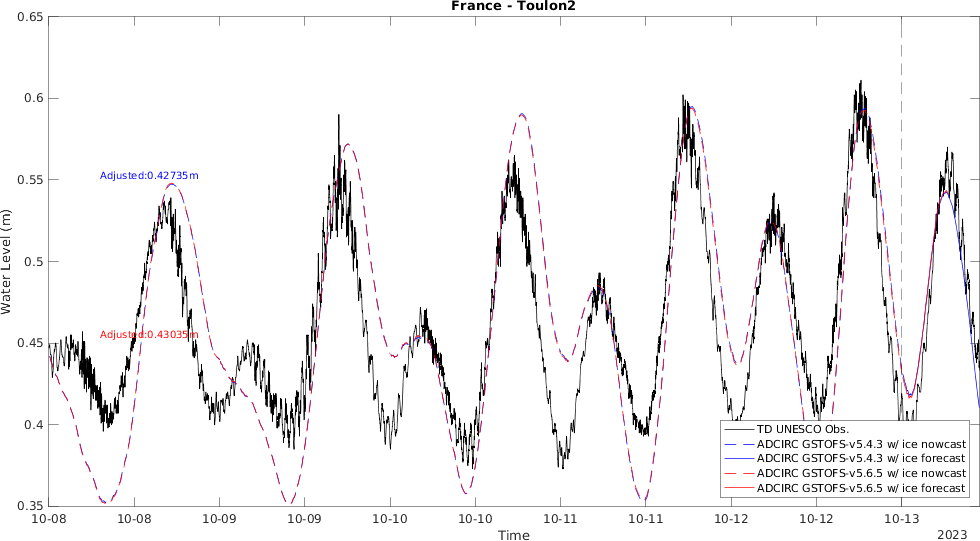 France - Toulon2
0.65
0.6
0.55
0.5
0.45
0.4
0.35
Water Level (m)
Adjusted:0.42735m
Adjusted:0.43035m
TD UNESCO Obs.
ADCIRC GSTOFS-v5.4.3 w/ ice nowcast
ADCIRC GSTOFS-v5.4.3 w/ ice forecast
ADCIRC GSTOFS-v5.6.5 w/ ice nowcast
ADCIRC GSTOFS-v5.6.5 w/ ice forecast
10-08 10-08 10-09 10-09 10-10 10-10 10-11 10-11 10-12 10-12 10-13
Time
2023